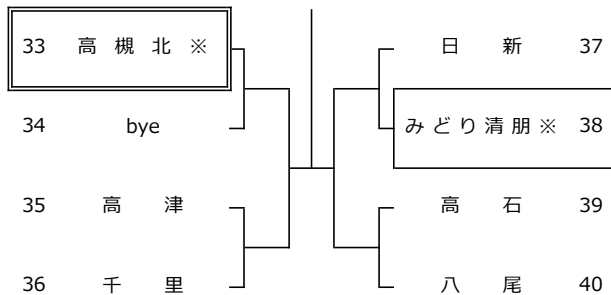 33 高槻北※ 日新 37
34 bye みどり清朋※ 38
35 高津 高石 39
36 千里 八尾 40